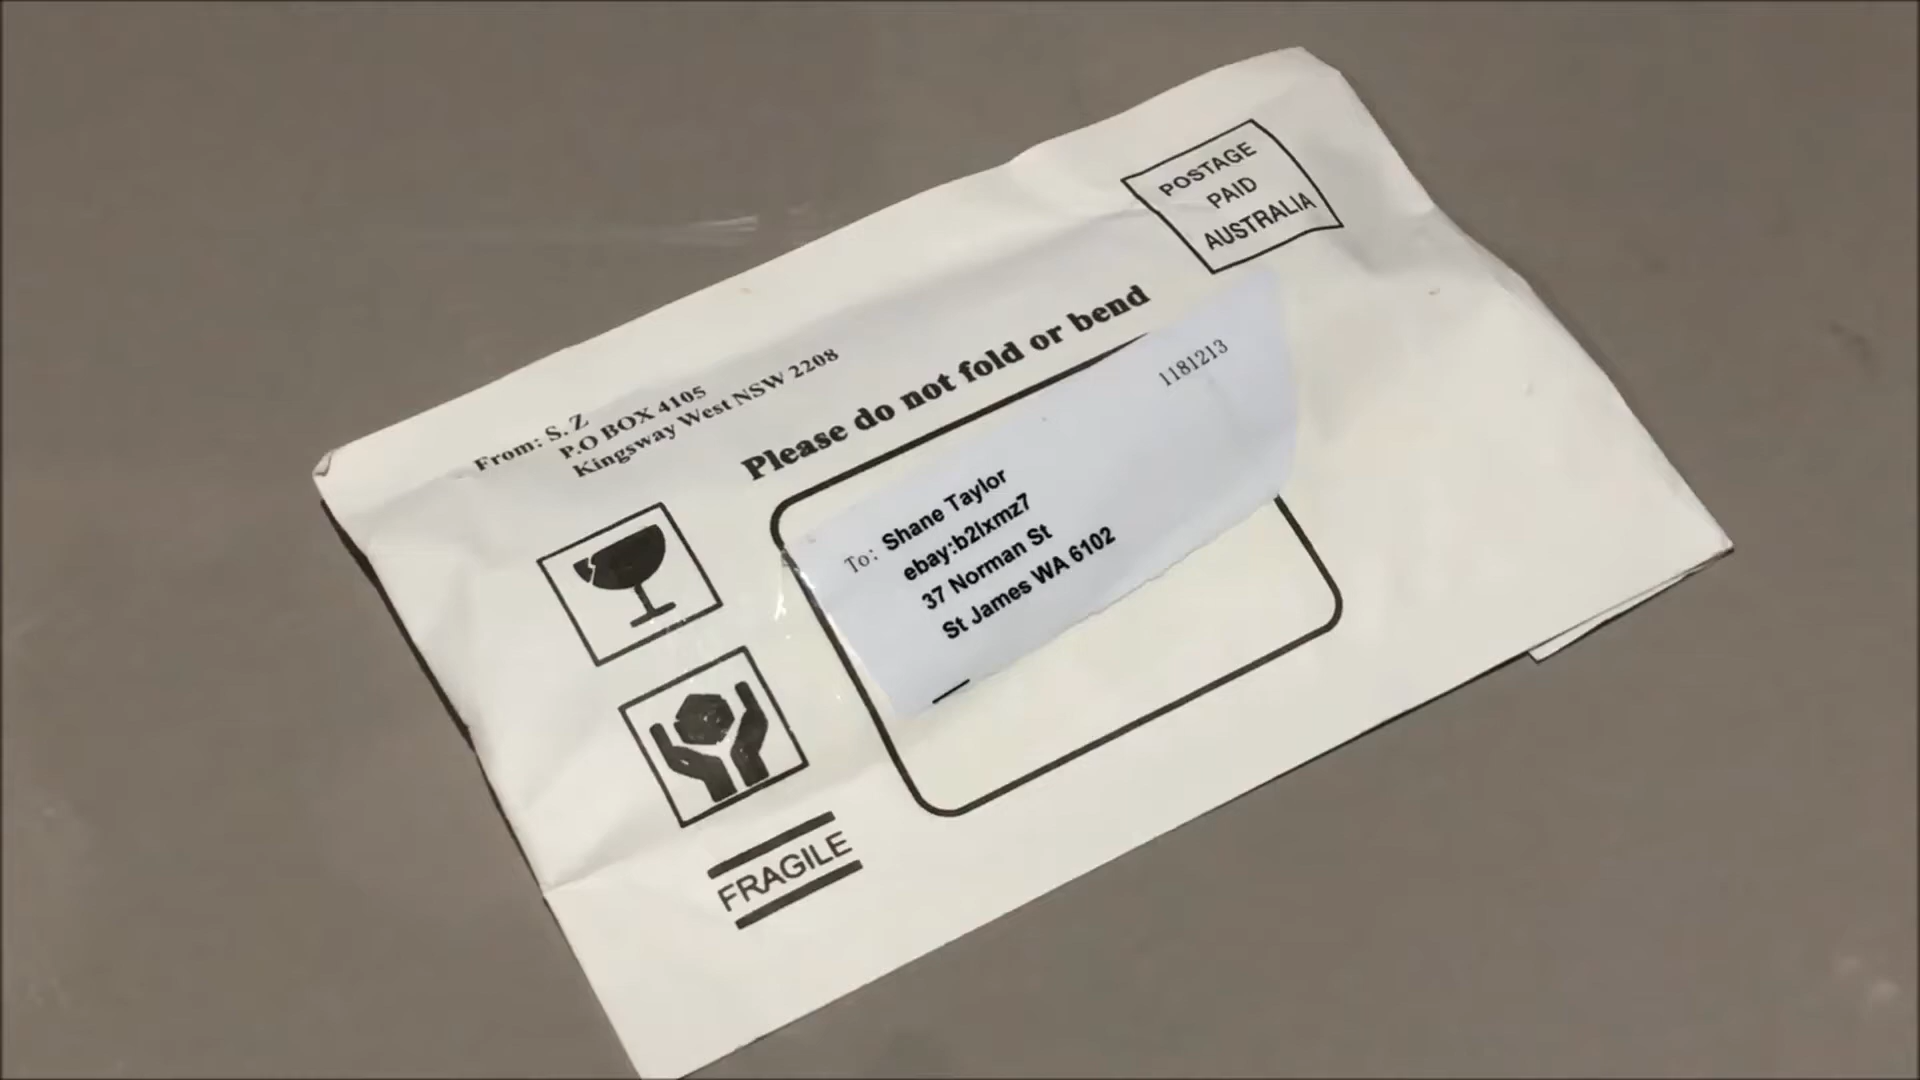 POSTAGE
PAID
AUSTRALIA
From: S. Z
P.O BOX 4105
Kingsway West NSW 2208
Please do not fold or bend
1181213
To: Shane Taylor
ebay:b2lxmz7
37 Norman St
St James WA 6102
FRAGILE